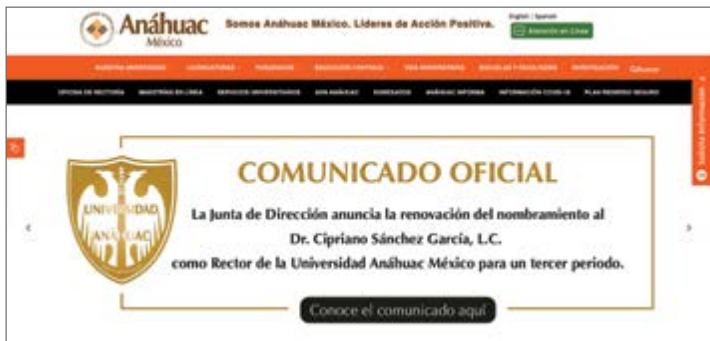 Anáhuac
México
Somos Anáhuac México. Líderes de Acción Positiva.
English | Spanish
Atención en Línea
NUESTRA UNIVERSIDAD LICENCIATURAS POSGRADOS EDUCACIÓN CONTINUA VIDA UNIVERSITARIA ESCUELAS Y FACULTADES INVESTIGACIÓN
OFICINA DE RECTORÍA MAESTRÍAS EN LÍNEA SERVICIOS UNIVERSITARIOS EGRESADOS ANÁHUAC INFORMA INFORMACIÓN COVID-19 PLAN REGRESO SEGURO
Solicita Información
COMUNICADO OFICIAL
UNIVERSIDAD
ANÁHUAC
La Junta de Dirección anuncia la renovación del nombramiento al
Dr. Cipriano Sánchez García, L.C.
como Rector de la Universidad Anáhuac México para un tercer periodo.
Conoce el comunicado aquí